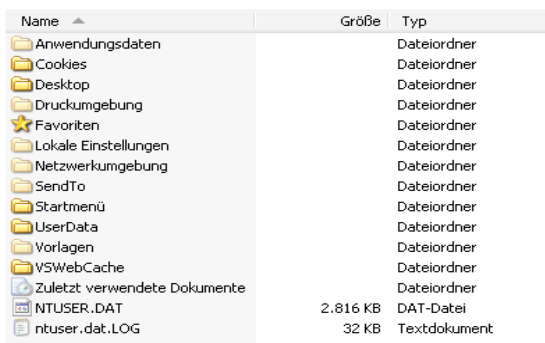 Name Größe Typ
Anwendungsdaten Dateiordner
Cookies Dateiordner
Desktop Dateiordner
Druckumgebung Dateiordner
Favoriten Dateiordner
Lokale Einstellungen Dateiordner
Netzwerkumgebung Dateiordner
SendTo Dateiordner
Startmenü Dateiordner
UserData Dateiordner
Vorlagen Dateiordner
VSWebCache Dateiordner
Zuletzt verwendete Dokumente Dateiordner
NTUSER.DAT 2.816 KB DAT-Datei
ntuser.dat.LOG 32 KB Textdokument